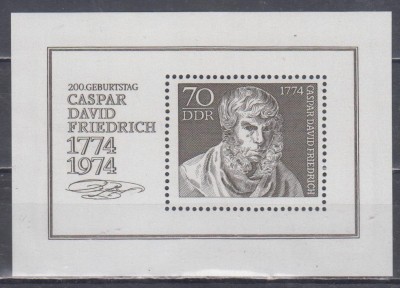 200. GEBURTSTAG
CASPAR
DAVID
FRIEDRICH
1774
1974
70
DDR
1774
CASPAR DAVID FRIEDRICH